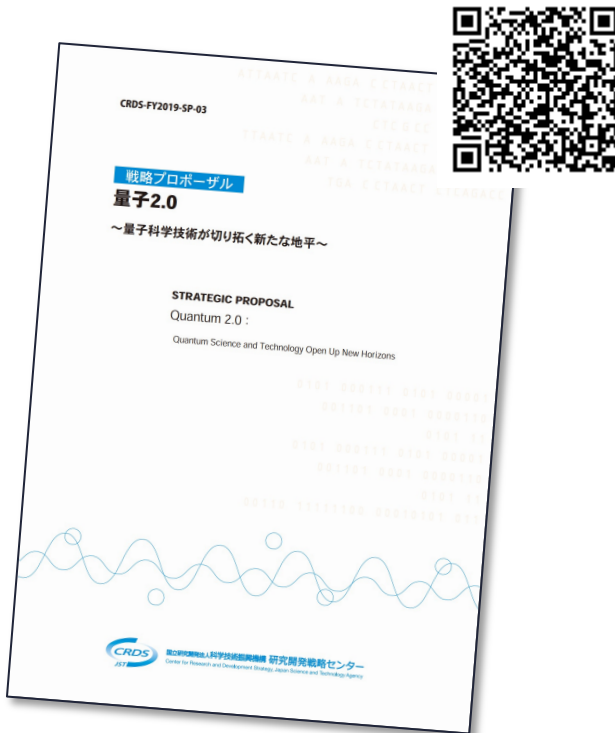 CRDS-FY2019-SP-03
戦略プロポーザル
量子2.0
～量子科学技術が切り拓く新たな地平～
STRATEGIC PROPOSAL
Quantum 2.0 :
Quantum Science and Technology Open Up New Horizons
CRDS
JST
国立研究開発法人科学技術振興機構 研究開発戦略センター
Center for Research and Development Strategy, Japan Science and Technology Agency